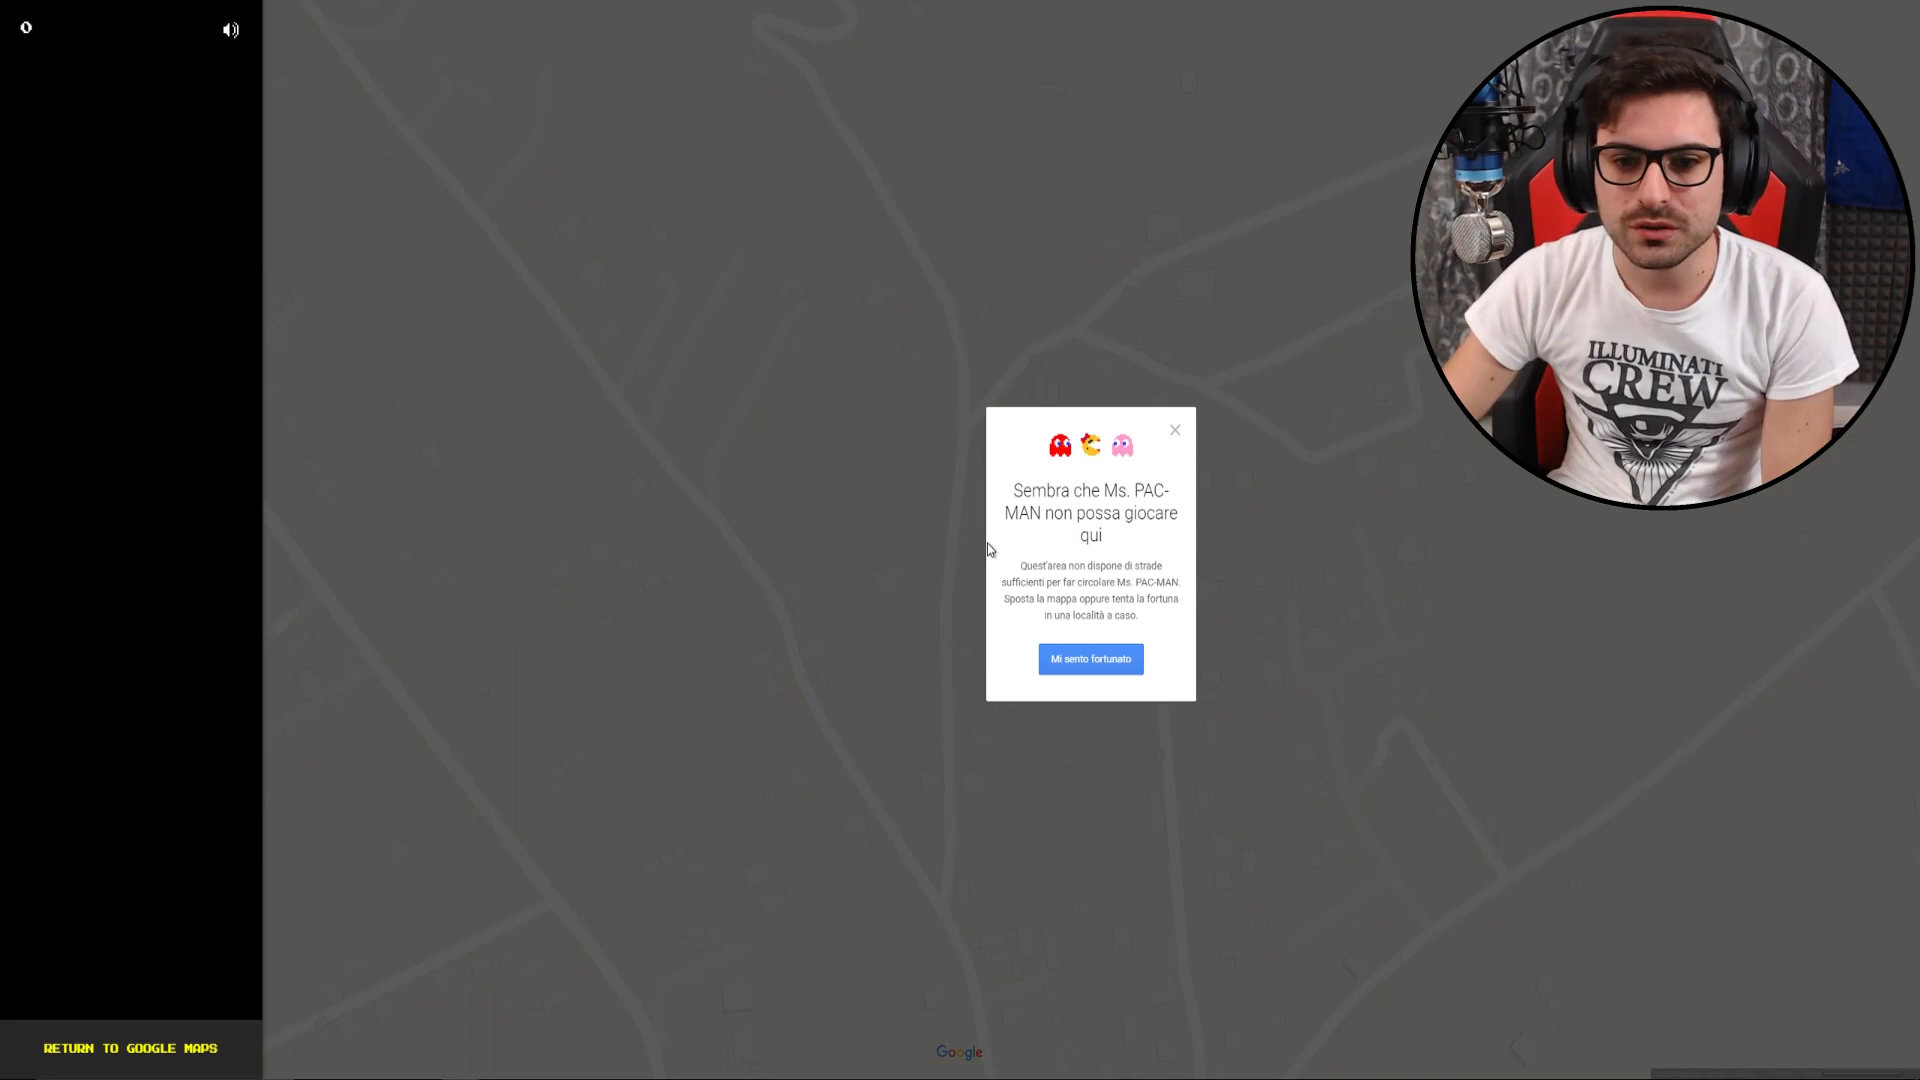 0
ILLUMINATI
CREW
Sembra che Ms. PAC-
MAN non possa giocare
qui
Quest'area non dispone di strade
sufficienti per far circolare Ms. PAC-MAN.
Sposta la mappa oppure tenta la fortuna
in una località a caso.
Mi sento fortunato
RETURN TO GOOGLE MAPS
Google